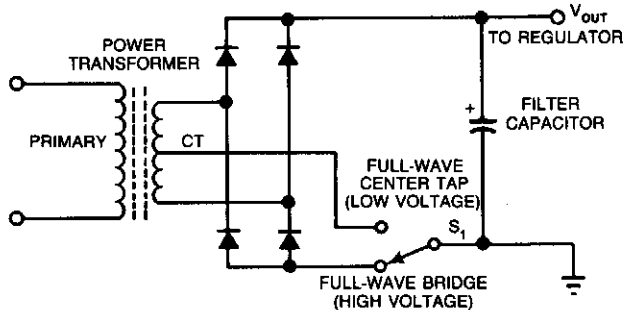 V_OUT
TO REGULATOR
POWER
TRANSFORMER
PRIMARY
CT
+
FILTER
CAPACITOR
FULL-WAVE
CENTER TAP
(LOW VOLTAGE)
S_1
FULL-WAVE BRIDGE
(HIGH VOLTAGE)